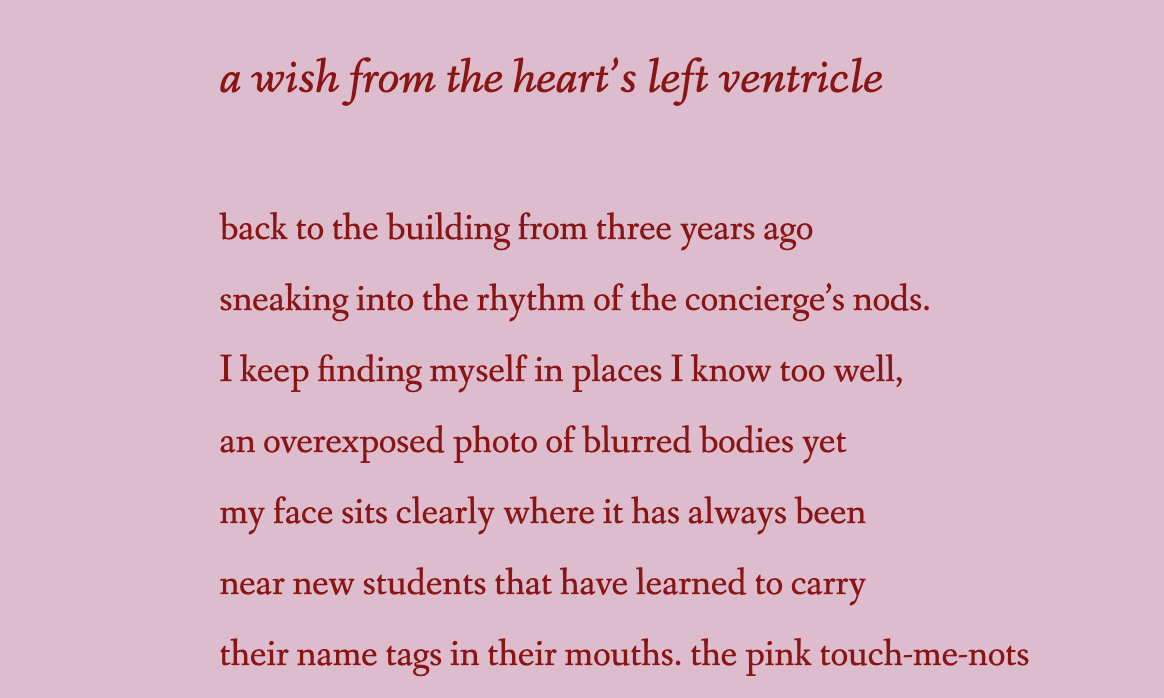 a wish from the heart’s left ventricle
back to the building from three years ago
sneaking into the rhythm of the concierge’s nods.
I keep finding myself in places I know too well,
an overexposed photo of blurred bodies yet
my face sits clearly where it has always been
near new students that have learned to carry
their name tags in their mouths. the pink touch-me-nots